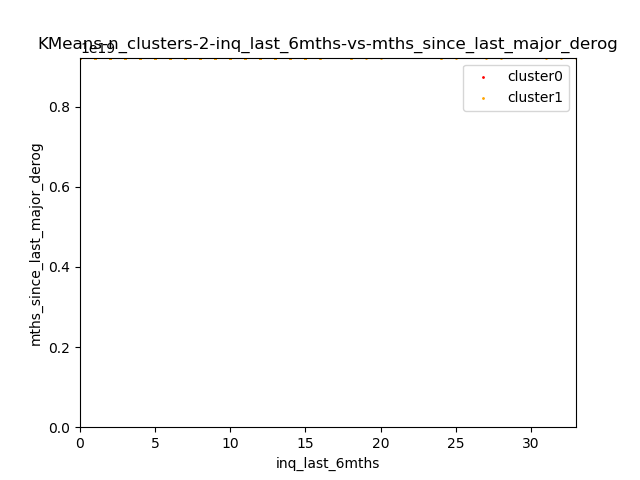 KMeans-n_clusters-2-inq_last_6mths-vs-mths_since_last_major_derog
1e19
cluster0
cluster1
0.8
0.6
0.4
0.2
0.0
mths_since_last_major_derog
0 5 10 15 20 25 30
inq_last_6mths